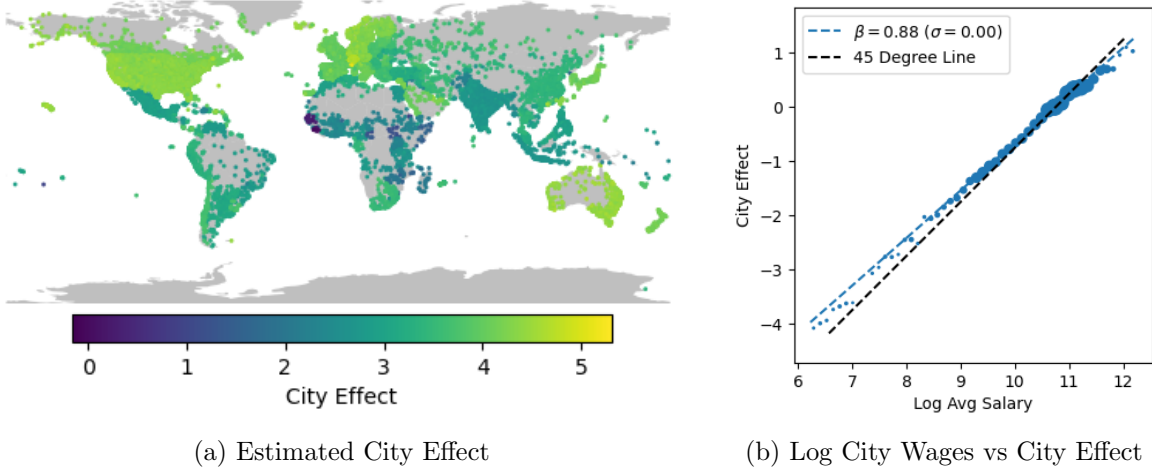 0 1 2 3 4 5
City Effect
(a) Estimated City Effect
β = 0.88 (σ = 0.00)
45 Degree Line
City Effect
1
0
−1
−2
−3
−4
6 7 8 9 10 11 12
Log Avg Salary
(b) Log City Wages vs City Effect